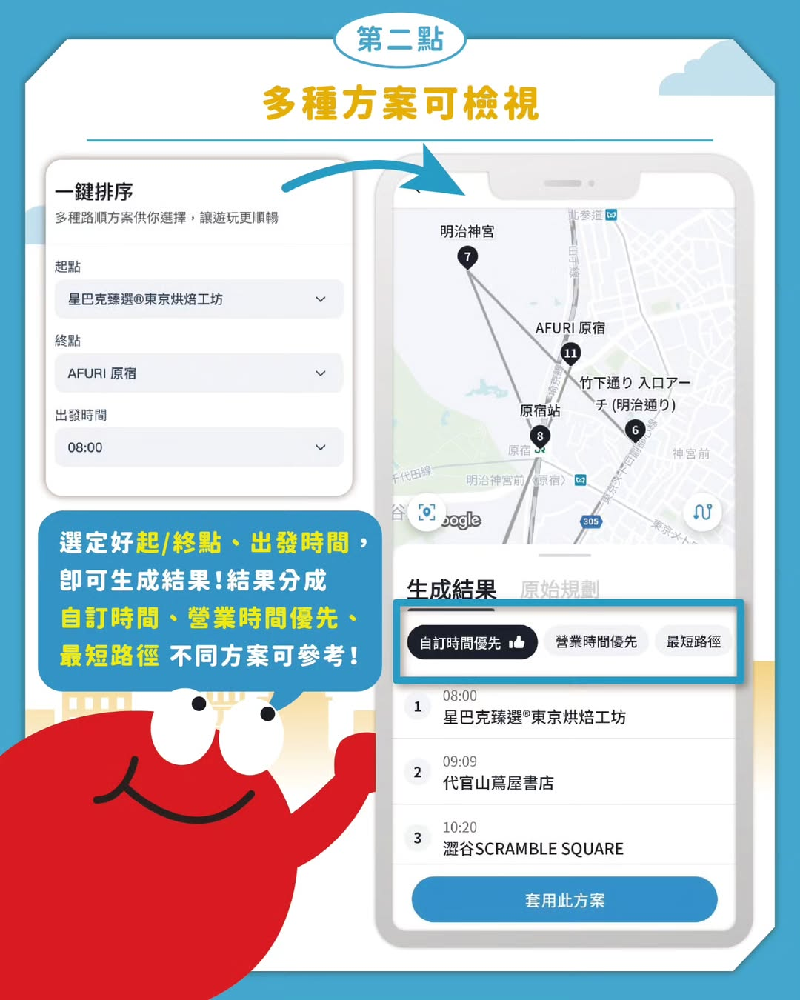 第二點
多種方案可檢視
一鍵排序
多種路順方案供你選擇，讓遊玩更順暢
起點
星巴克臻選®東京烘焙工坊
終點
AFURI 原宿
出發時間
08:00
選定好起/終點、出發時間，
即可生成結果!結果分成
自訂時間、營業時間優先、
最短路徑 不同方案可參考!
北参道
明治神宮
7
山手線
AFURI 原宿
11
埼京線
竹下通り 入口アー
チ (明治通り)
原宿站
8
6
原宿
神宮前
千代田線
明治神宮前〈原宿〉
305
生成結果
原始規劃
自訂時間優先
營業時間優先
最短路徑
1
08:00
星巴克臻選®東京烘焙工坊
2
09:09
代官山蔦屋書店
3
10:20
澀谷SCRAMBLE SQUARE
套用此方案